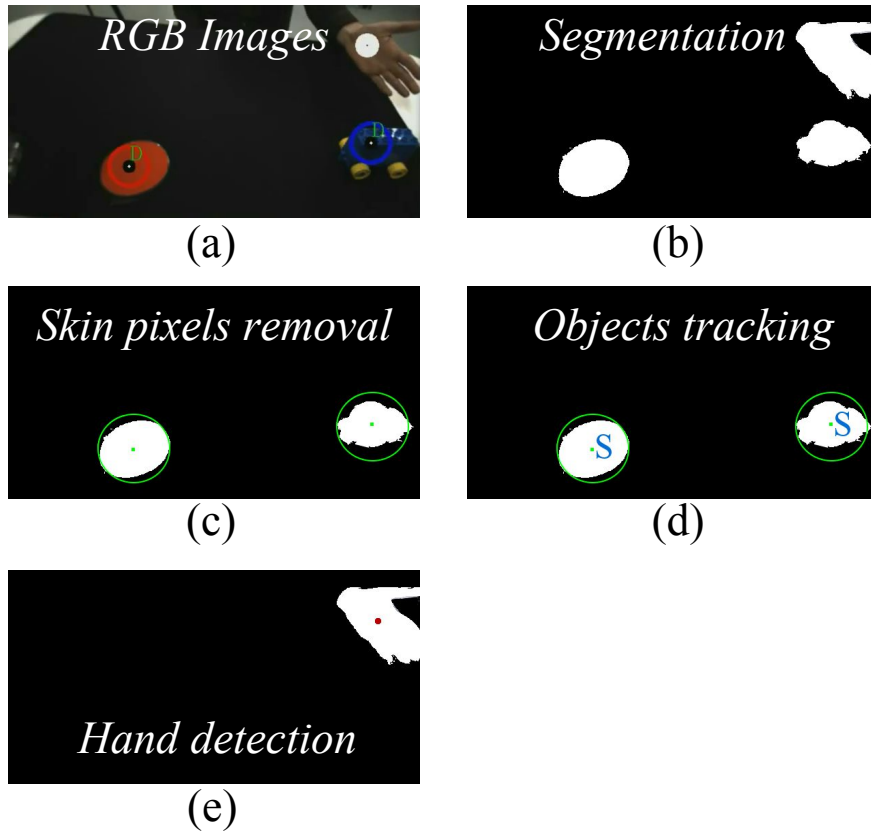 RGB Images
D
D
(a)
Segmentation
(b)
Skin pixels removal
(c)
Objects tracking
S
S
(d)
Hand detection
(e)